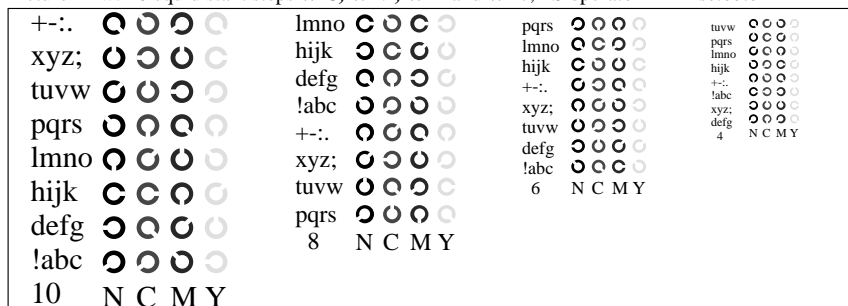 +-:.
xyz;
tuvw
pqrs
lmno
hijk
defg
!abc
10 N C M Y
lmno
hijk
defg
!abc
+-:.
xyz;
tuvw
pqrs
8 N C M Y
pqrs
lmno
hijk
+-:.
xyz;
tuvw
defg
!abc
6 N C M Y
tuvw
pqrs
lmno
hijk
+-:.
!abc
xyz;
defg
4 N C M Y